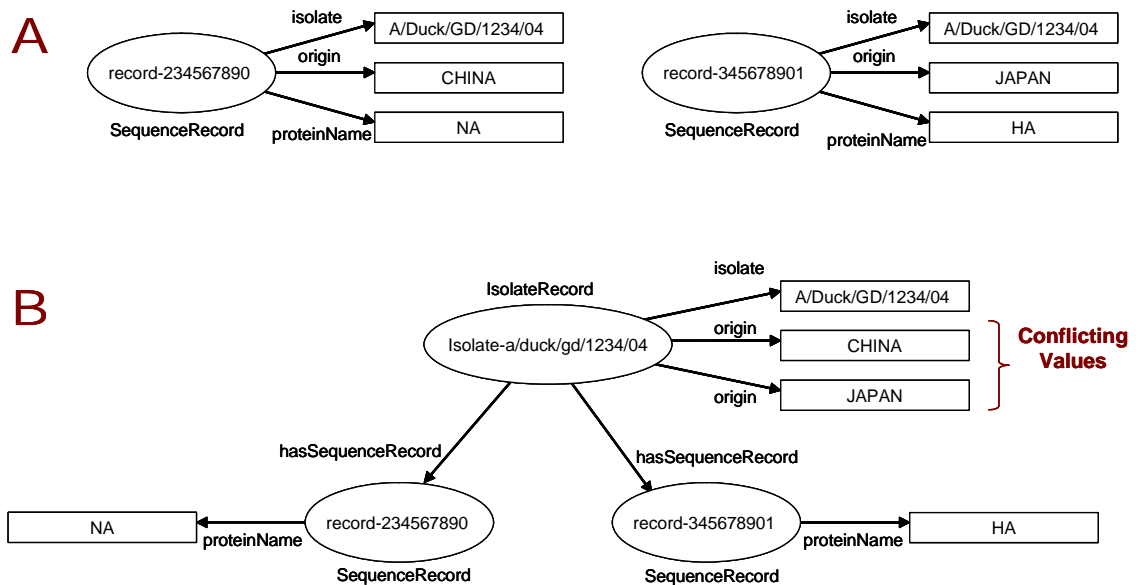 A
isolate
A/Duck/GD/1234/04
origin
record-234567890
CHINA
SequenceRecord
proteinName
NA
isolate
A/Duck/GD/1234/04
origin
record-345678901
JAPAN
SequenceRecord
proteinName
HA
B
IsolateRecord
isolate
A/Duck/GD/1234/04
Isolate-a/duck/gd/1234/04
origin
CHINA
origin
JAPAN
Conflicting
Values
hasSequenceRecord
hasSequenceRecord
NA
proteinName
record-234567890
SequenceRecord
record-345678901
SequenceRecord
proteinName
HA